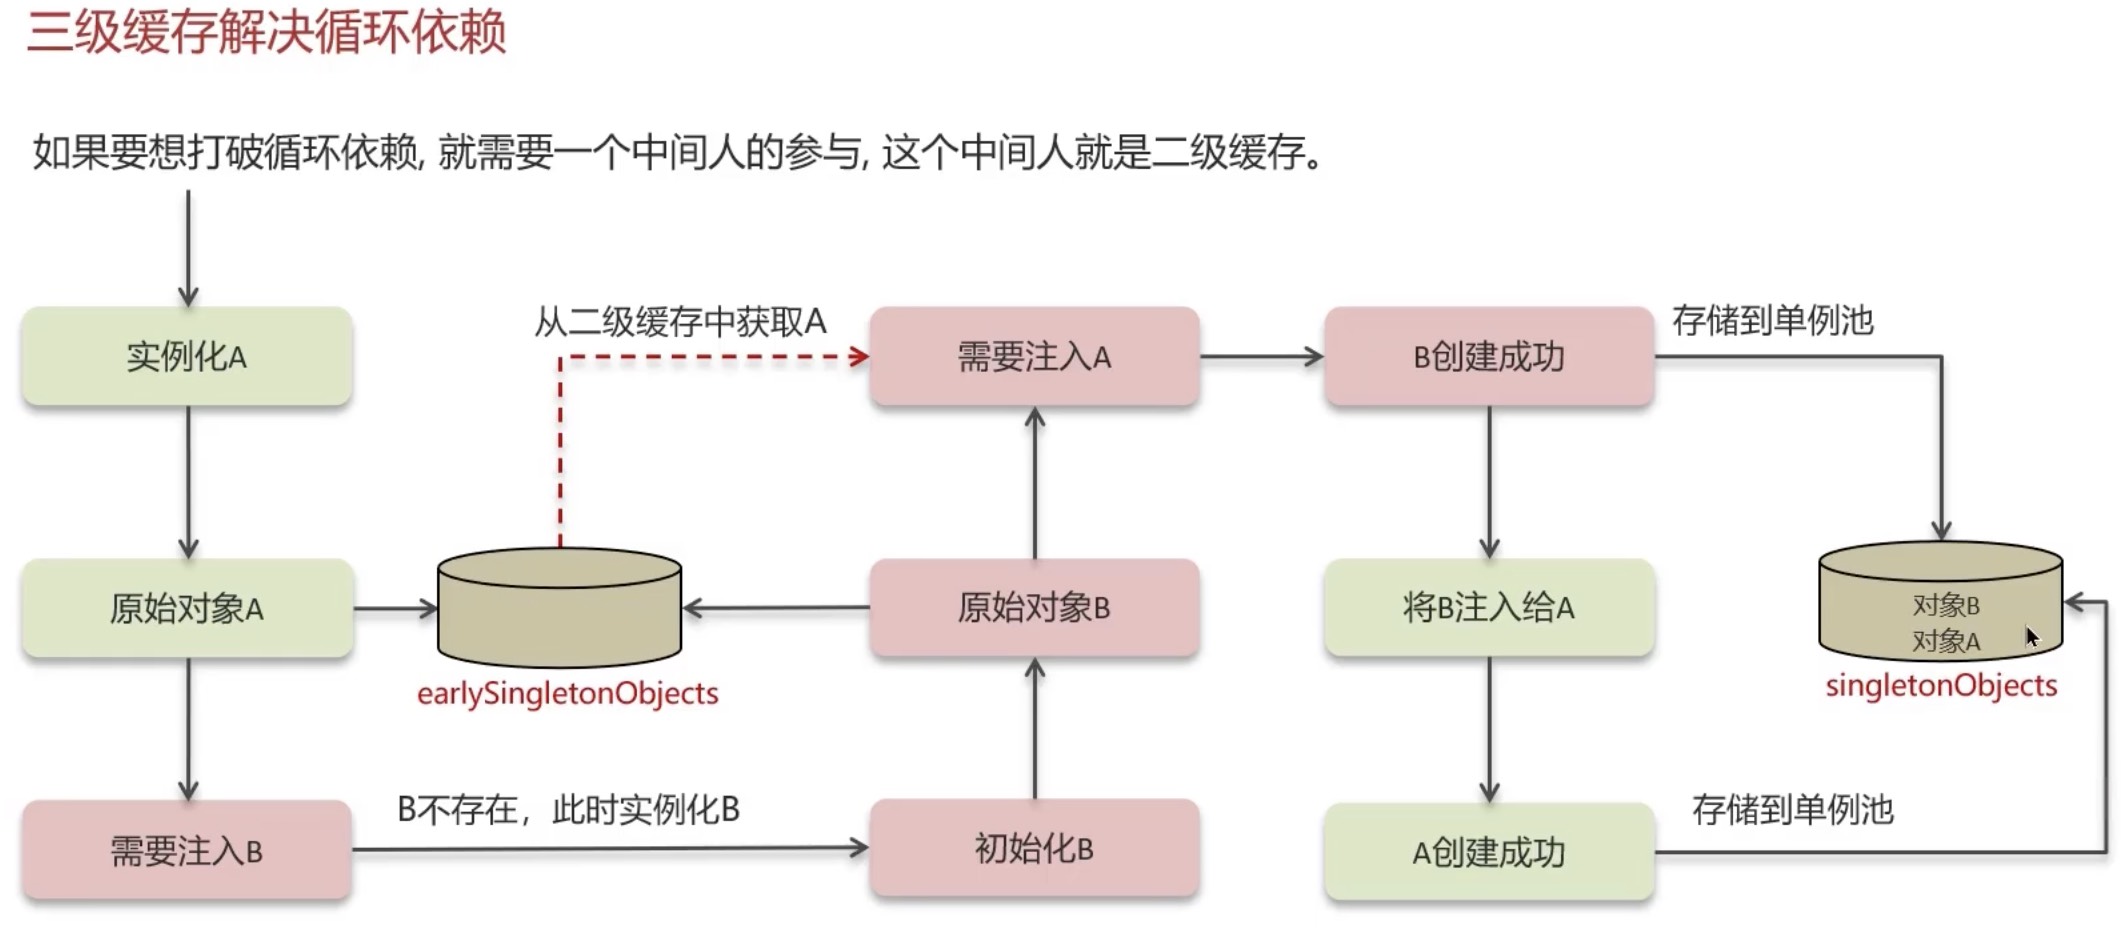 三级缓存解决循环依赖
如果要想打破循环依赖, 就需要一个中间人的参与, 这个中间人就是二级缓存。
实例化A
从二级缓存中获取A
需要注入A
B创建成功
存储到单例池
原始对象A
earlySingletonObjects
原始对象B
将B注入给A
对象B
对象A
singletonObjects
需要注入B
B不存在，此时实例化B
初始化B
A创建成功
存储到单例池